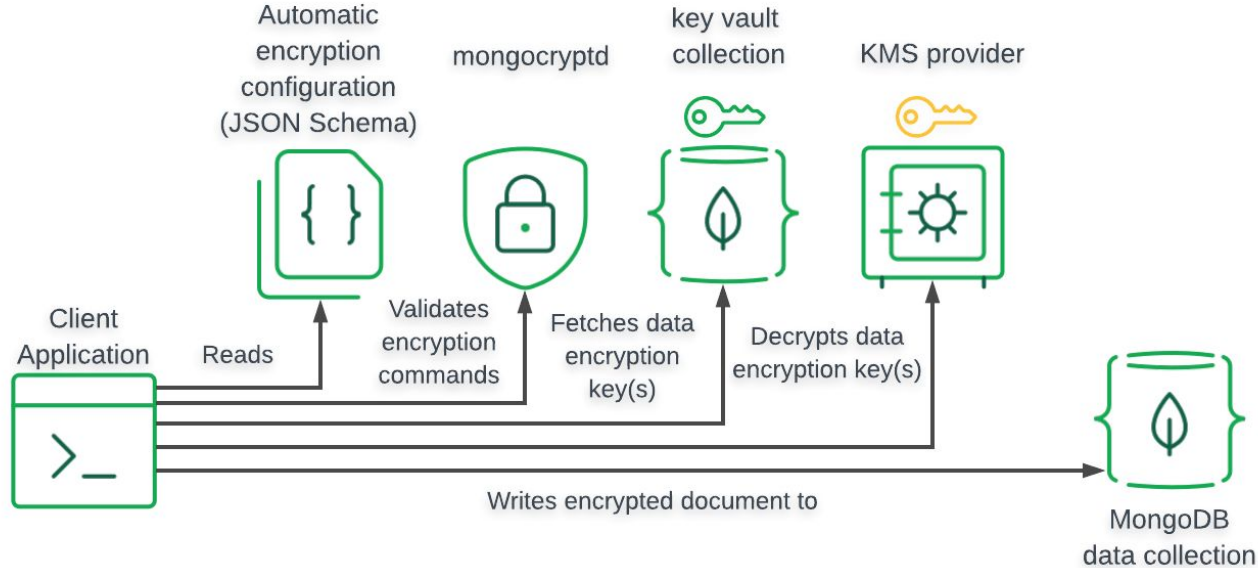 Automatic
encryption
configuration
(JSON Schema)
mongocryptd
key vault
collection
KMS provider
{ }
Client
Application
>_
Reads
Validates
encryption
commands
Fetches data
encryption
key(s)
Decrypts data
encryption key(s)
Writes encrypted document to
MongoDB
data collection